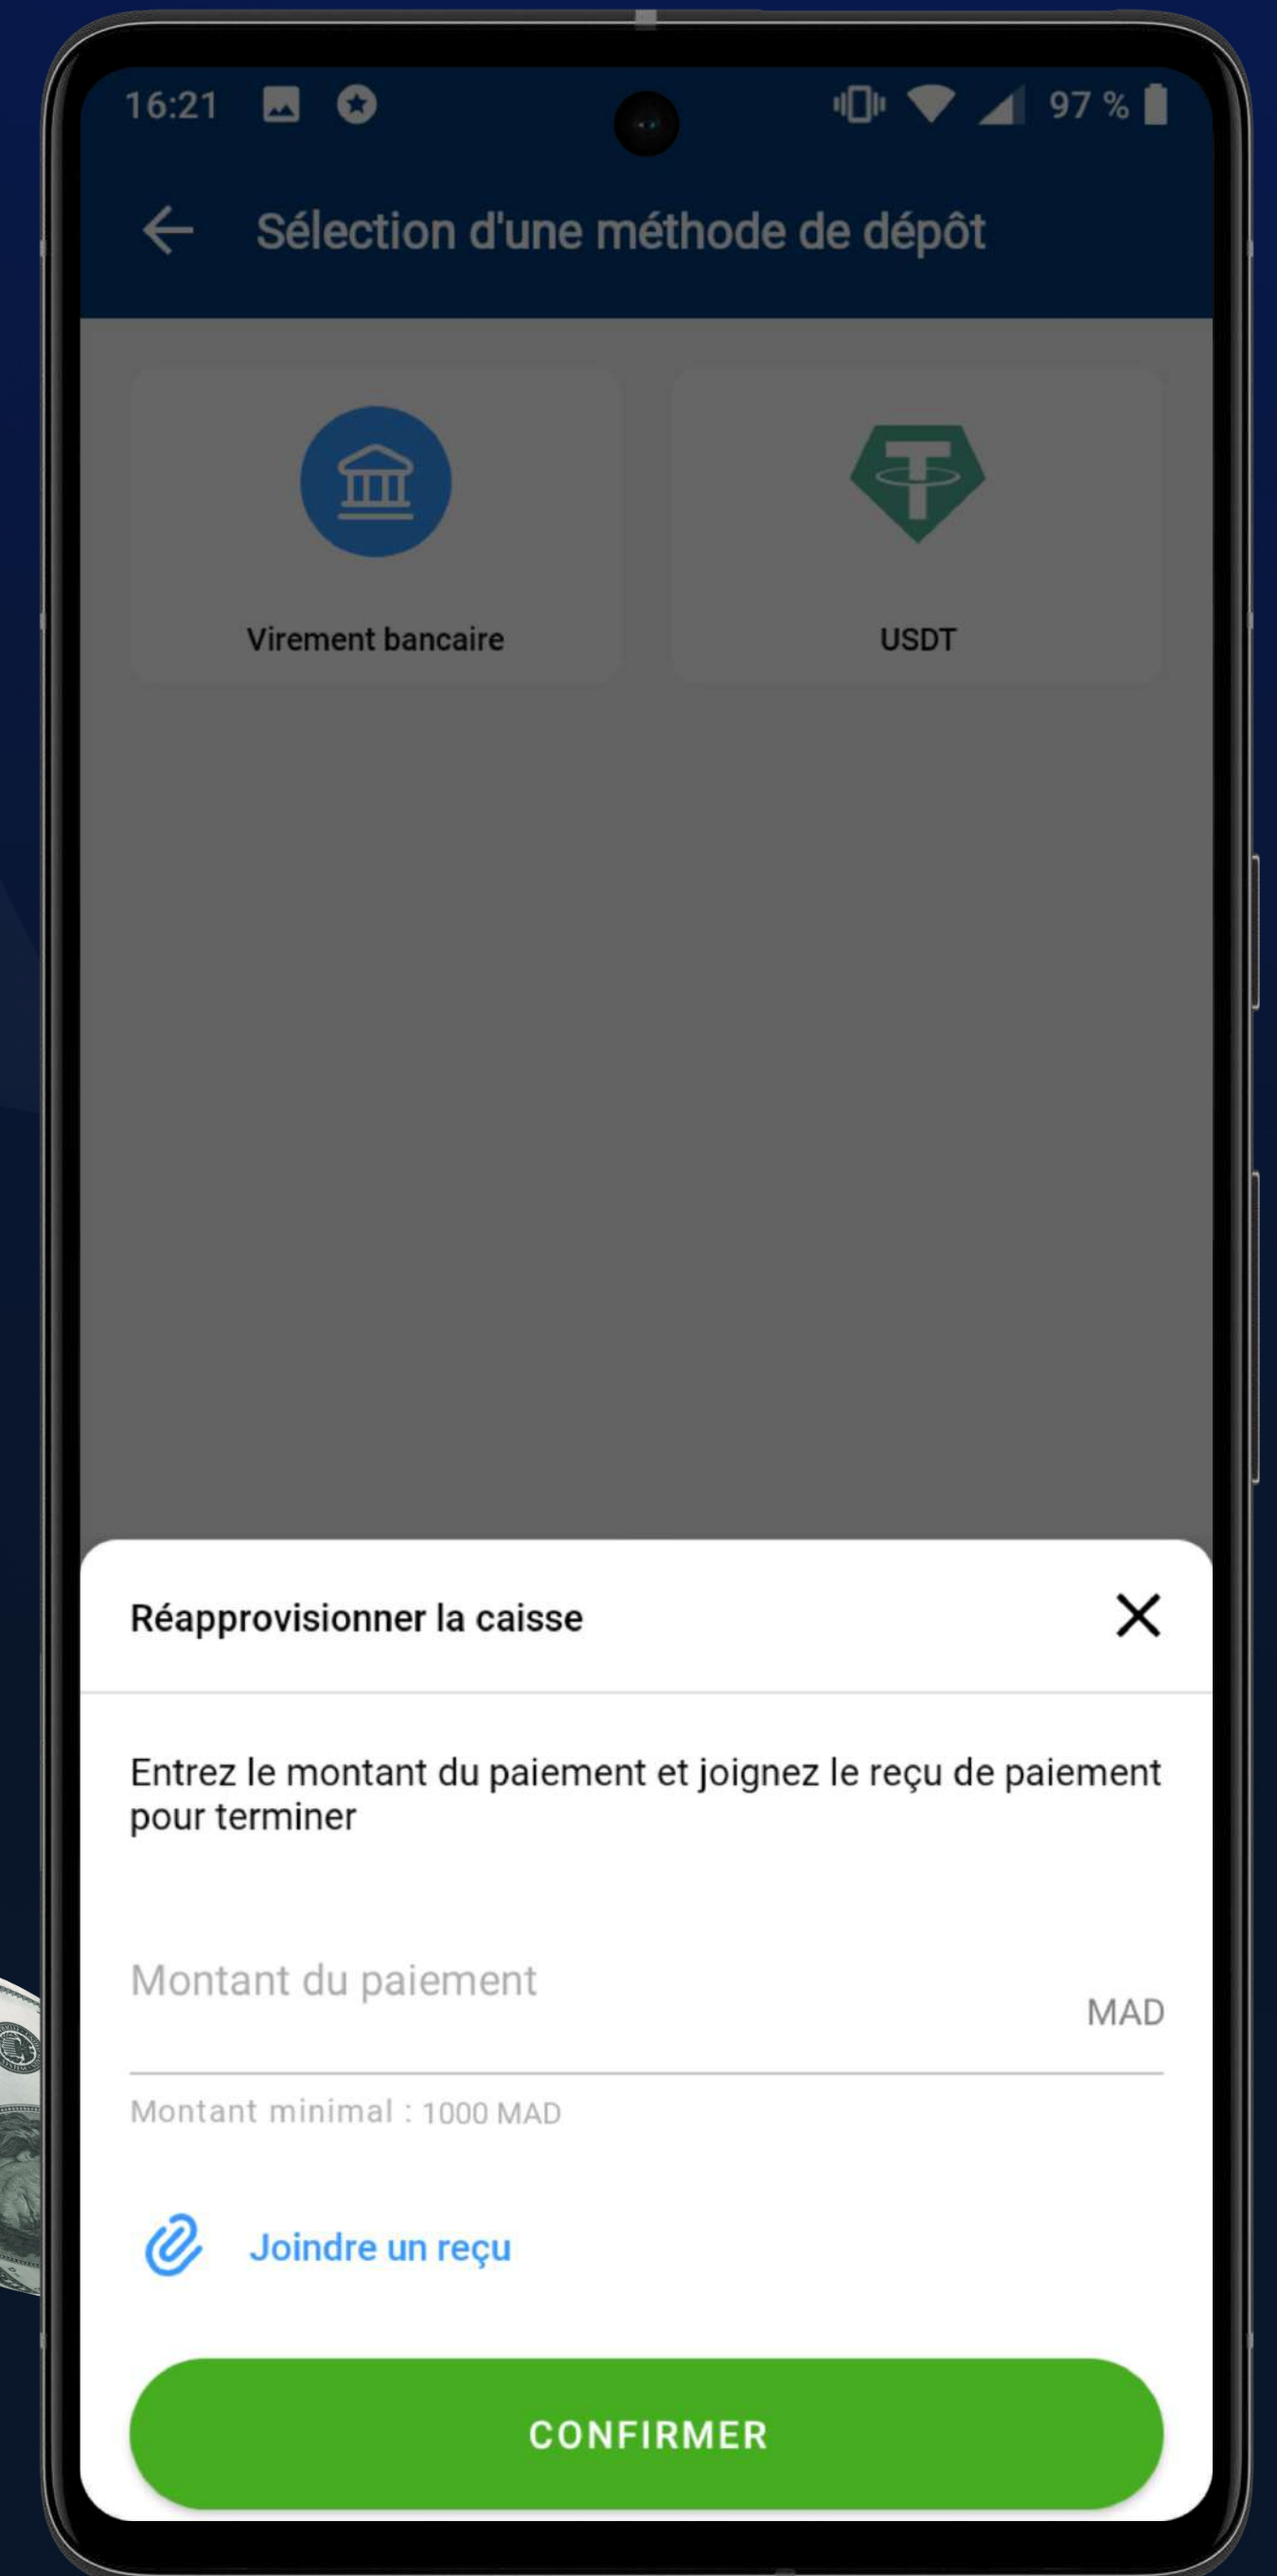 16:21
97 %
Sélection d'une méthode de dépôt
Virement bancaire
USDT
Réapprovisionner la caisse
Entrez le montant du paiement et joignez le reçu de paiement
pour terminer
Montant du paiement
MAD
Montant minimal : 1000 MAD
Joindre un reçu
CONFIRMER